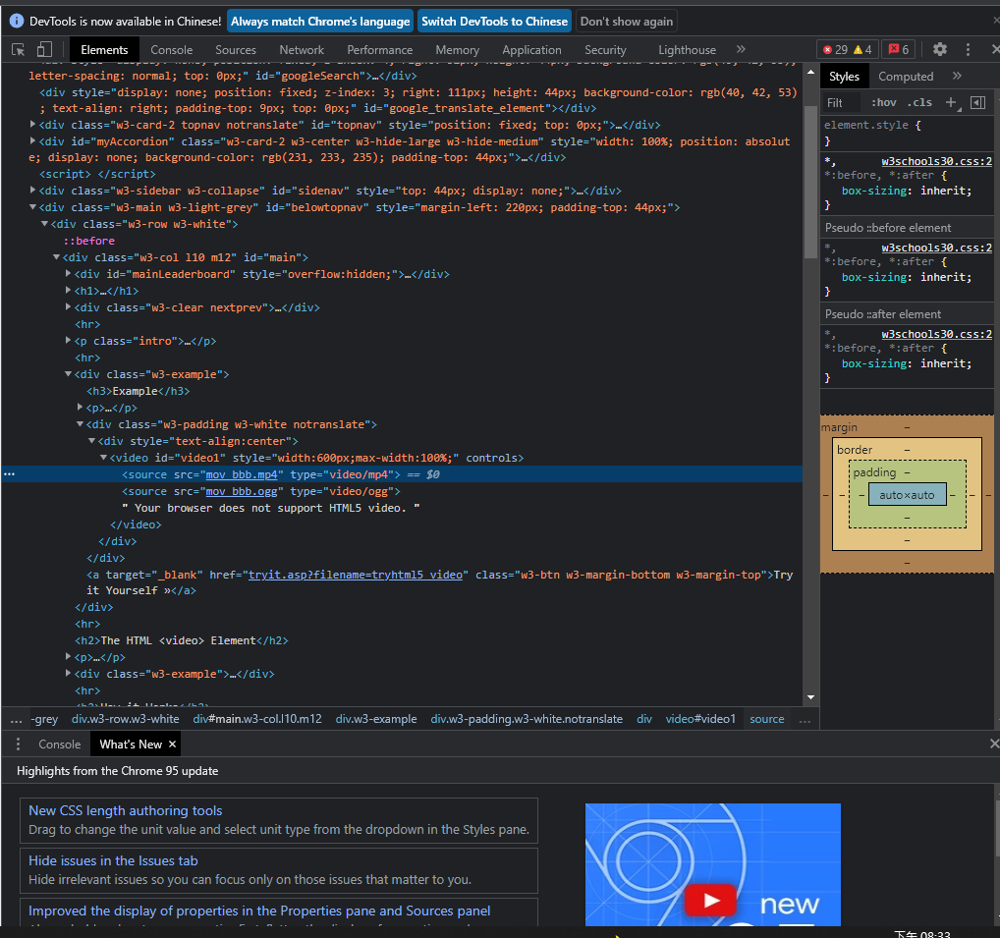 DevTools is now available in Chinese! Always match Chrome's language Switch DevTools to Chinese Don't show again
Elements Console Sources Network Performance Memory Application Security Lighthouse » 29 4 6
letter-spacing: normal; top: 0px;" id="googleSearch">…</div>
<div style="display: none; position: fixed; z-index: 3; right: 111px; height: 44px; background-color: rgb(40, 42, 53)
; text-align: right; padding-top: 9px; top: 0px;" id="google_translate_element"></div>
<div class="w3-card-2 topnav notranslate" id="topnav" style="position: fixed; top: 0px;">…</div>
<div id="myAccordion" class="w3-card-2 w3-center w3-hide-large w3-hide-medium" style="width: 100%; position: absolut
e; display: none; background-color: rgb(231, 233, 235); padding-top: 44px;">…</div>
<script> </script>
<div class="w3-sidebar w3-collapse" id="sidenav" style="top: 44px; display: none;">…</div>
<div class="w3-main w3-light-grey" id="belowtopnav" style="margin-left: 220px; padding-top: 44px;">
<div class="w3-row w3-white">
::before
<div class="w3-col l10 m12" id="main">
<div id="mainLeaderboard" style="overflow:hidden;">…</div>
<h1>…</h1>
<div class="w3-clear nextprev">…</div>
<hr>
<p class="intro">…</p>
<hr>
<div class="w3-example">
<h3>Example</h3>
<p>…</p>
<div class="w3-padding w3-white notranslate">
<div style="text-align:center">
<video id="video1" style="width:600px;max-width:100%;" controls>
<source src="mov_bbb.mp4" type="video/mp4"> == $0
<source src="mov_bbb.ogg" type="video/ogg">
" Your browser does not support HTML5 video. "
</video>
</div>
</div>
<a target="_blank" href="tryit.asp?filename=tryhtml5_video" class="w3-btn w3-margin-bottom w3-margin-top">Try
it Yourself »</a>
</div>
<hr>
<h2>The HTML <video> Element</h2>
<p>…</p>
<div class="w3-example">…</div>
<hr>
… -grey div.w3-row.w3-white div#main.w3-col.l10.m12 div.w3-example div.w3-padding.w3-white.notranslate div video#video1 source …
Styles Computed »
Filt :hov .cls +
element.style {
}
*, w3schools30.css:2
*:before, *:after {
box-sizing: inherit;
}
Pseudo ::before element
*, w3schools30.css:2
*:before, *:after {
box-sizing: inherit;
}
Pseudo ::after element
*, w3schools30.css:2
*:before, *:after {
box-sizing: inherit;
}
margin –
border –
padding –
– – – auto×auto – – –
–
–
–
Console What's New ×
Highlights from the Chrome 95 update
New CSS length authoring tools
Drag to change the unit value and select unit type from the dropdown in the Styles pane.
Hide issues in the Issues tab
Hide irrelevant issues so you can focus only on those issues that matter to you.
Improved the display of properties in the Properties pane and Sources panel
new
下午 08:33